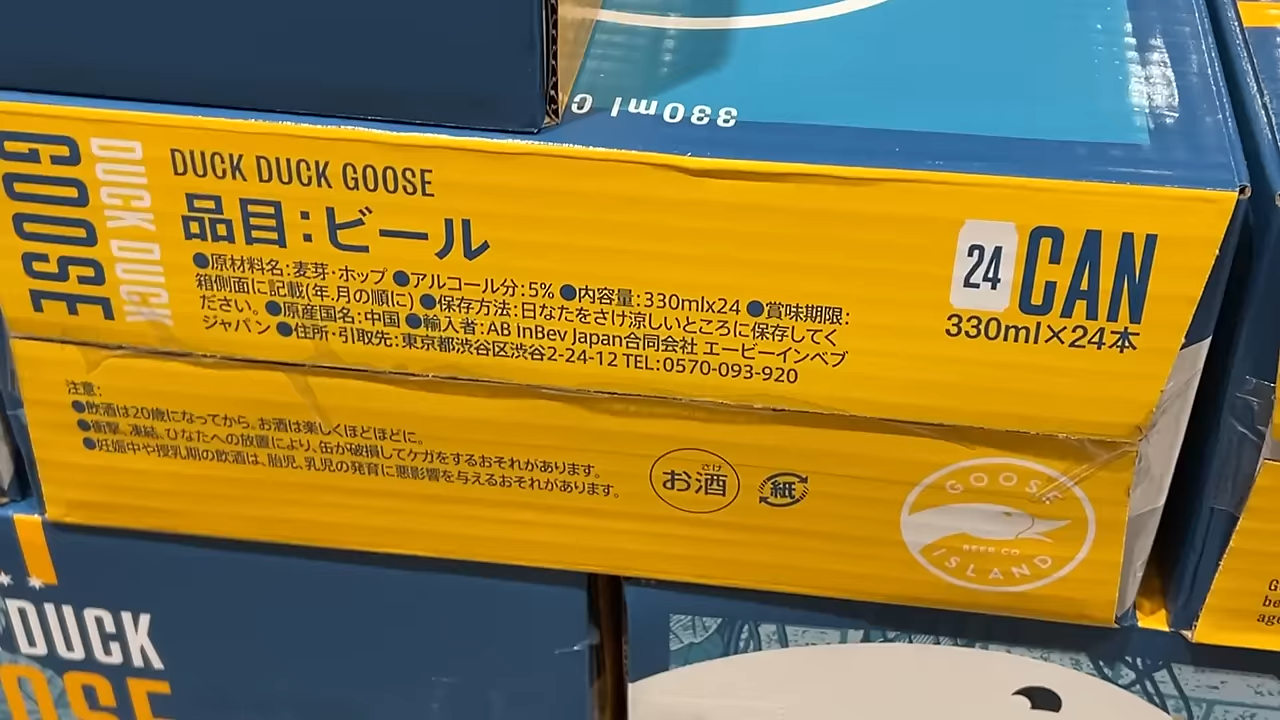 330ml C
DUCK DUCK
GOOSE
DUCK DUCK GOOSE
品目:ビール
●原材料名:麦芽・ホップ ●アルコール分:5% ●内容量:330mlx24 ●賞味期限:
箱側面に記載(年.月の順に) ●保存方法:日なたをさけ涼しいところに保存してく
ださい。●原産国名:中国 ●輸入者:AB InBev Japan合同会社 エービーインベブ
ジャパン ●住所・引取先:東京都渋谷区渋谷2-24-12 TEL:0570-093-920
24 CAN
330ml×24本
注意:
●飲酒は20歳になってから。お酒は楽しくほどほどに。
●衝撃、凍結、ひなたへの放置により、缶が破損してケガをするおそれがあります。
●妊娠中や授乳期の飲酒は、胎児、乳児の発育に悪影響を与えるおそれがあります。
さけ
お酒
紙
GOOSE
BEER CO
ISLAND
DUCK
OSE
G
be
age